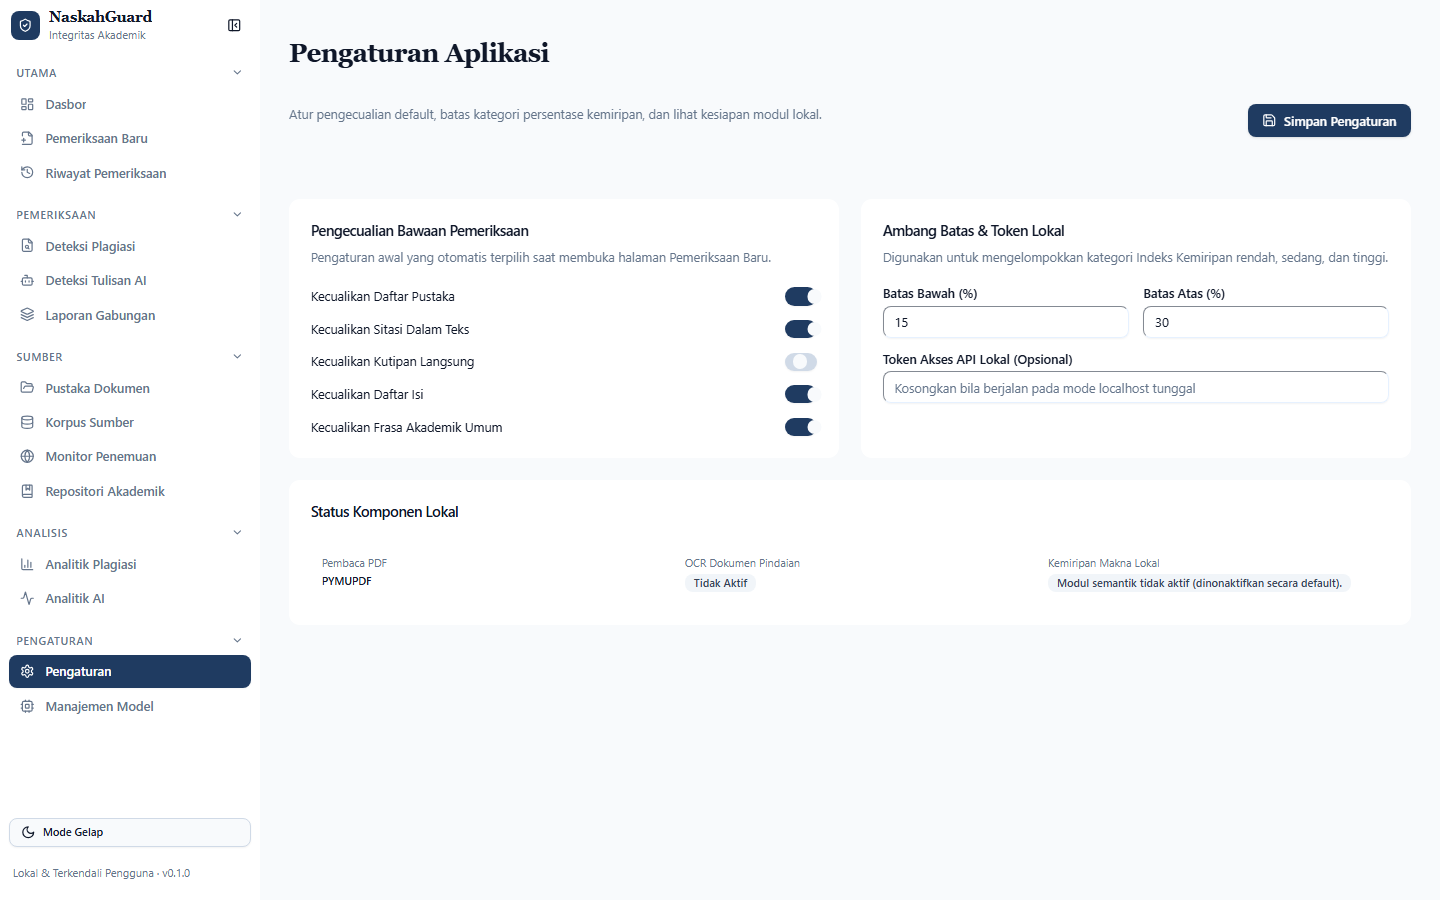 NaskahGuard
Integritas Akademik
UTAMA
Dasbor
Pemeriksaan Baru
Riwayat Pemeriksaan
PEMERIKSAAN
Deteksi Plagiasi
Deteksi Tulisan AI
Laporan Gabungan
SUMBER
Pustaka Dokumen
Korpus Sumber
Monitor Penemuan
Repositori Akademik
ANALISIS
Analitik Plagiasi
Analitik AI
PENGATURAN
Pengaturan
Manajemen Model
Mode Gelap
Lokal & Terkendali Pengguna · v0.1.0
Pengaturan Aplikasi
Atur pengecualian default, batas kategori persentase kemiripan, dan lihat kesiapan modul lokal.
Simpan Pengaturan
Pengecualian Bawaan Pemeriksaan
Pengaturan awal yang otomatis terpilih saat membuka halaman Pemeriksaan Baru.
Kecualikan Daftar Pustaka
Kecualikan Sitasi Dalam Teks
Kecualikan Kutipan Langsung
Kecualikan Daftar Isi
Kecualikan Frasa Akademik Umum
Ambang Batas & Token Lokal
Digunakan untuk mengelompokkan kategori Indeks Kemiripan rendah, sedang, dan tinggi.
Batas Bawah (%)
15
Batas Atas (%)
30
Token Akses API Lokal (Opsional)
Kosongkan bila berjalan pada mode localhost tunggal
Status Komponen Lokal
Pembaca PDF
PYMUPDF
OCR Dokumen Pindaian
Tidak Aktif
Kemiripan Makna Lokal
Modul semantik tidak aktif (dinonaktifkan secara default).